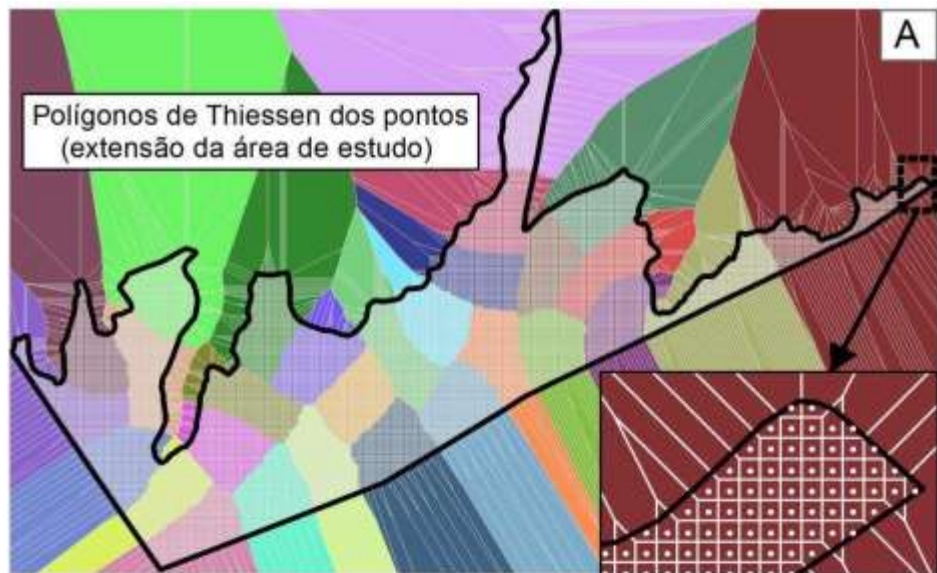 A
Polígonos de Thiessen dos pontos
(extensão da área de estudo)